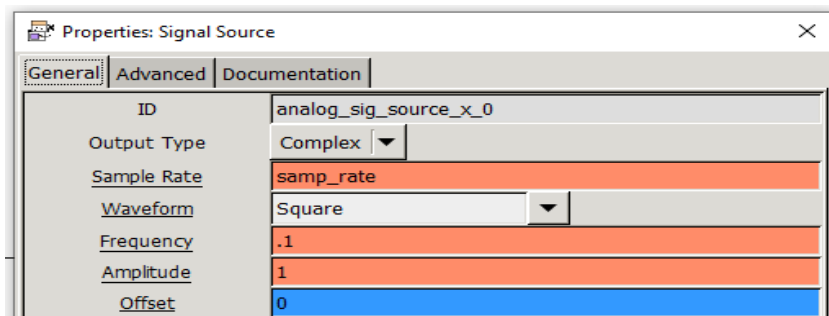 Properties: Signal Source
General Advanced Documentation
ID analog_sig_source_x_0
Output Type Complex
Sample Rate samp_rate
Waveform Square
Frequency .1
Amplitude 1
Offset 0